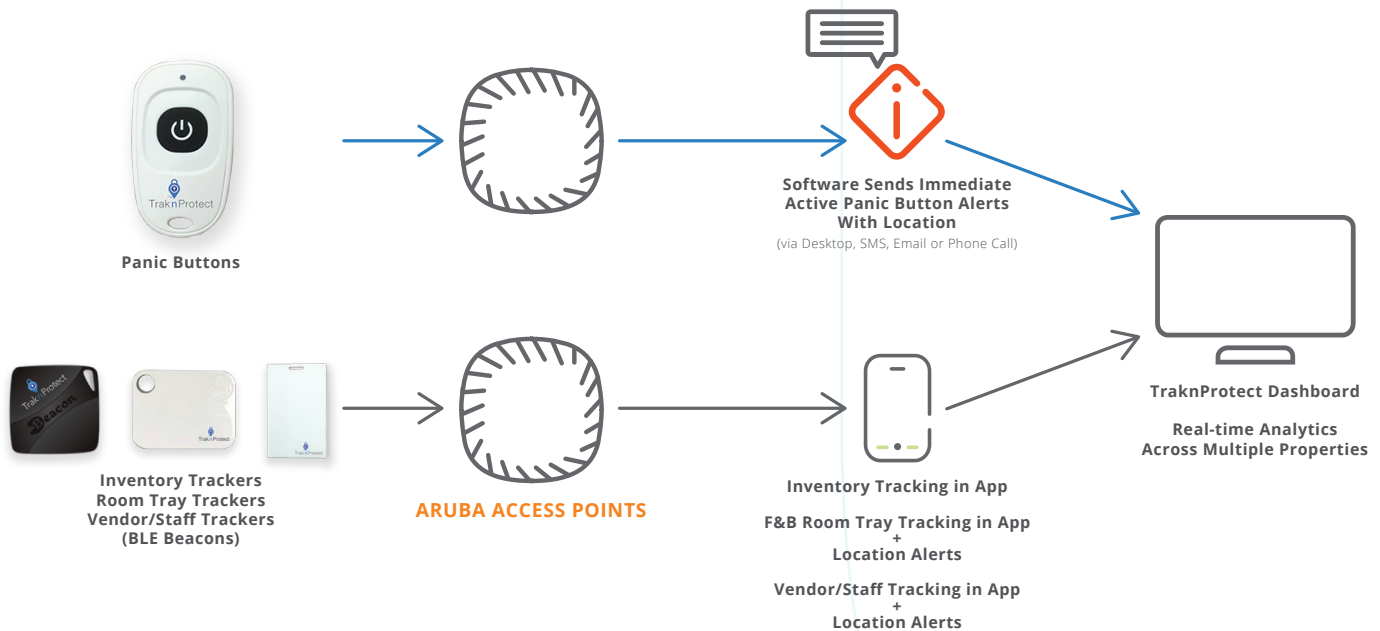 TraknProtect
Software Sends Immediate
Active Panic Button Alerts
With Location
(via Desktop, SMS, Email or Phone Call)
Panic Buttons
TraknProtect
Beacon
TraknProtect
TraknProtect
Inventory Trackers
Room Tray Trackers
Vendor/Staff Trackers
(BLE Beacons)
ARUBA ACCESS POINTS
Inventory Tracking in App
F&B Room Tray Tracking in App
+
Location Alerts
Vendor/Staff Tracking in App
+
Location Alerts
TraknProtect Dashboard
Real-time Analytics
Across Multiple Properties